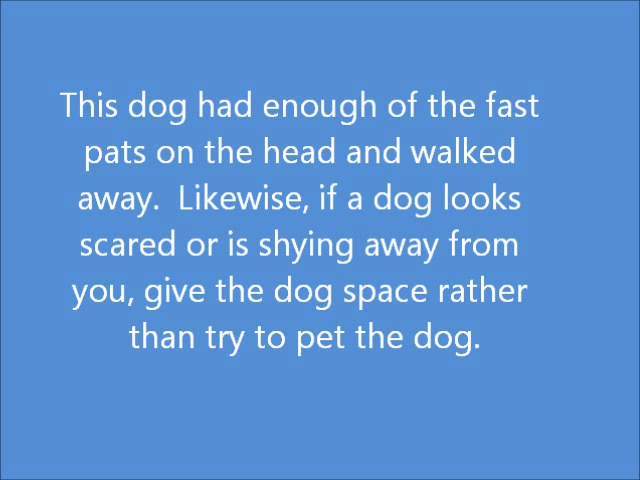 This dog had enough of the fast
pats on the head and walked
away.  Likewise, if a dog looks
scared or is shying away from
you, give the dog space rather
than try to pet the dog.